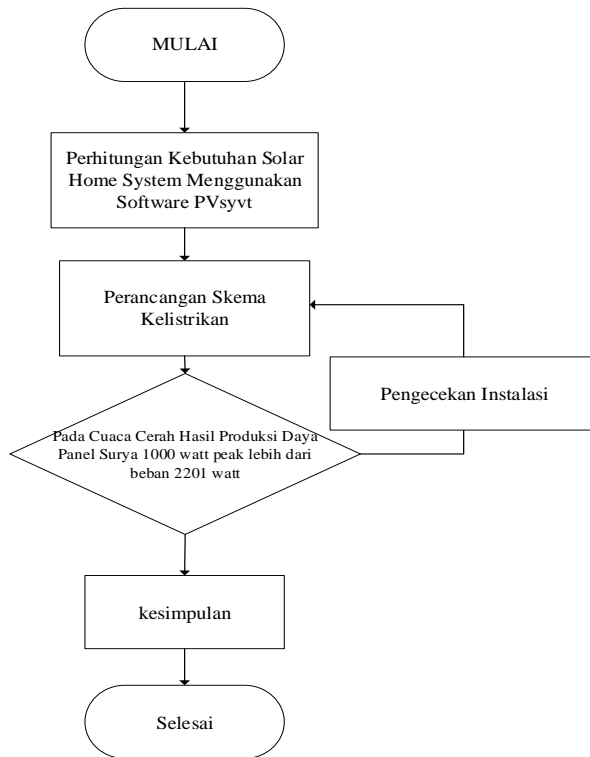 MULAI
Perhitungan Kebutuhan Solar
Home System Menggunakan
Software PVsyvt
Perancangan Skema
Kelistrikan
Pengecekan Instalasi
Pada Cuaca Cerah Hasil Produksi Daya
Panel Surya 1000 watt peak lebih dari
beban 2201 watt
kesimpulan
Selesai